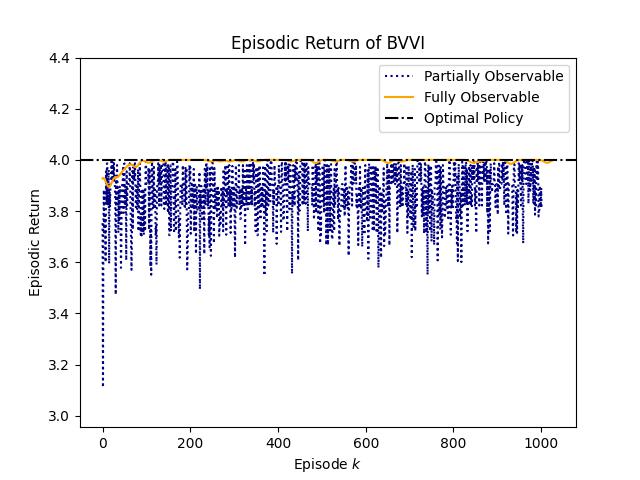 Episodic Return of BVVI
4.4
4.2
4.0
3.8
3.6
3.4
3.2
3.0
Episodic Return
Partially Observable
Fully Observable
Optimal Policy
0 200 400 600 800 1000
Episode k